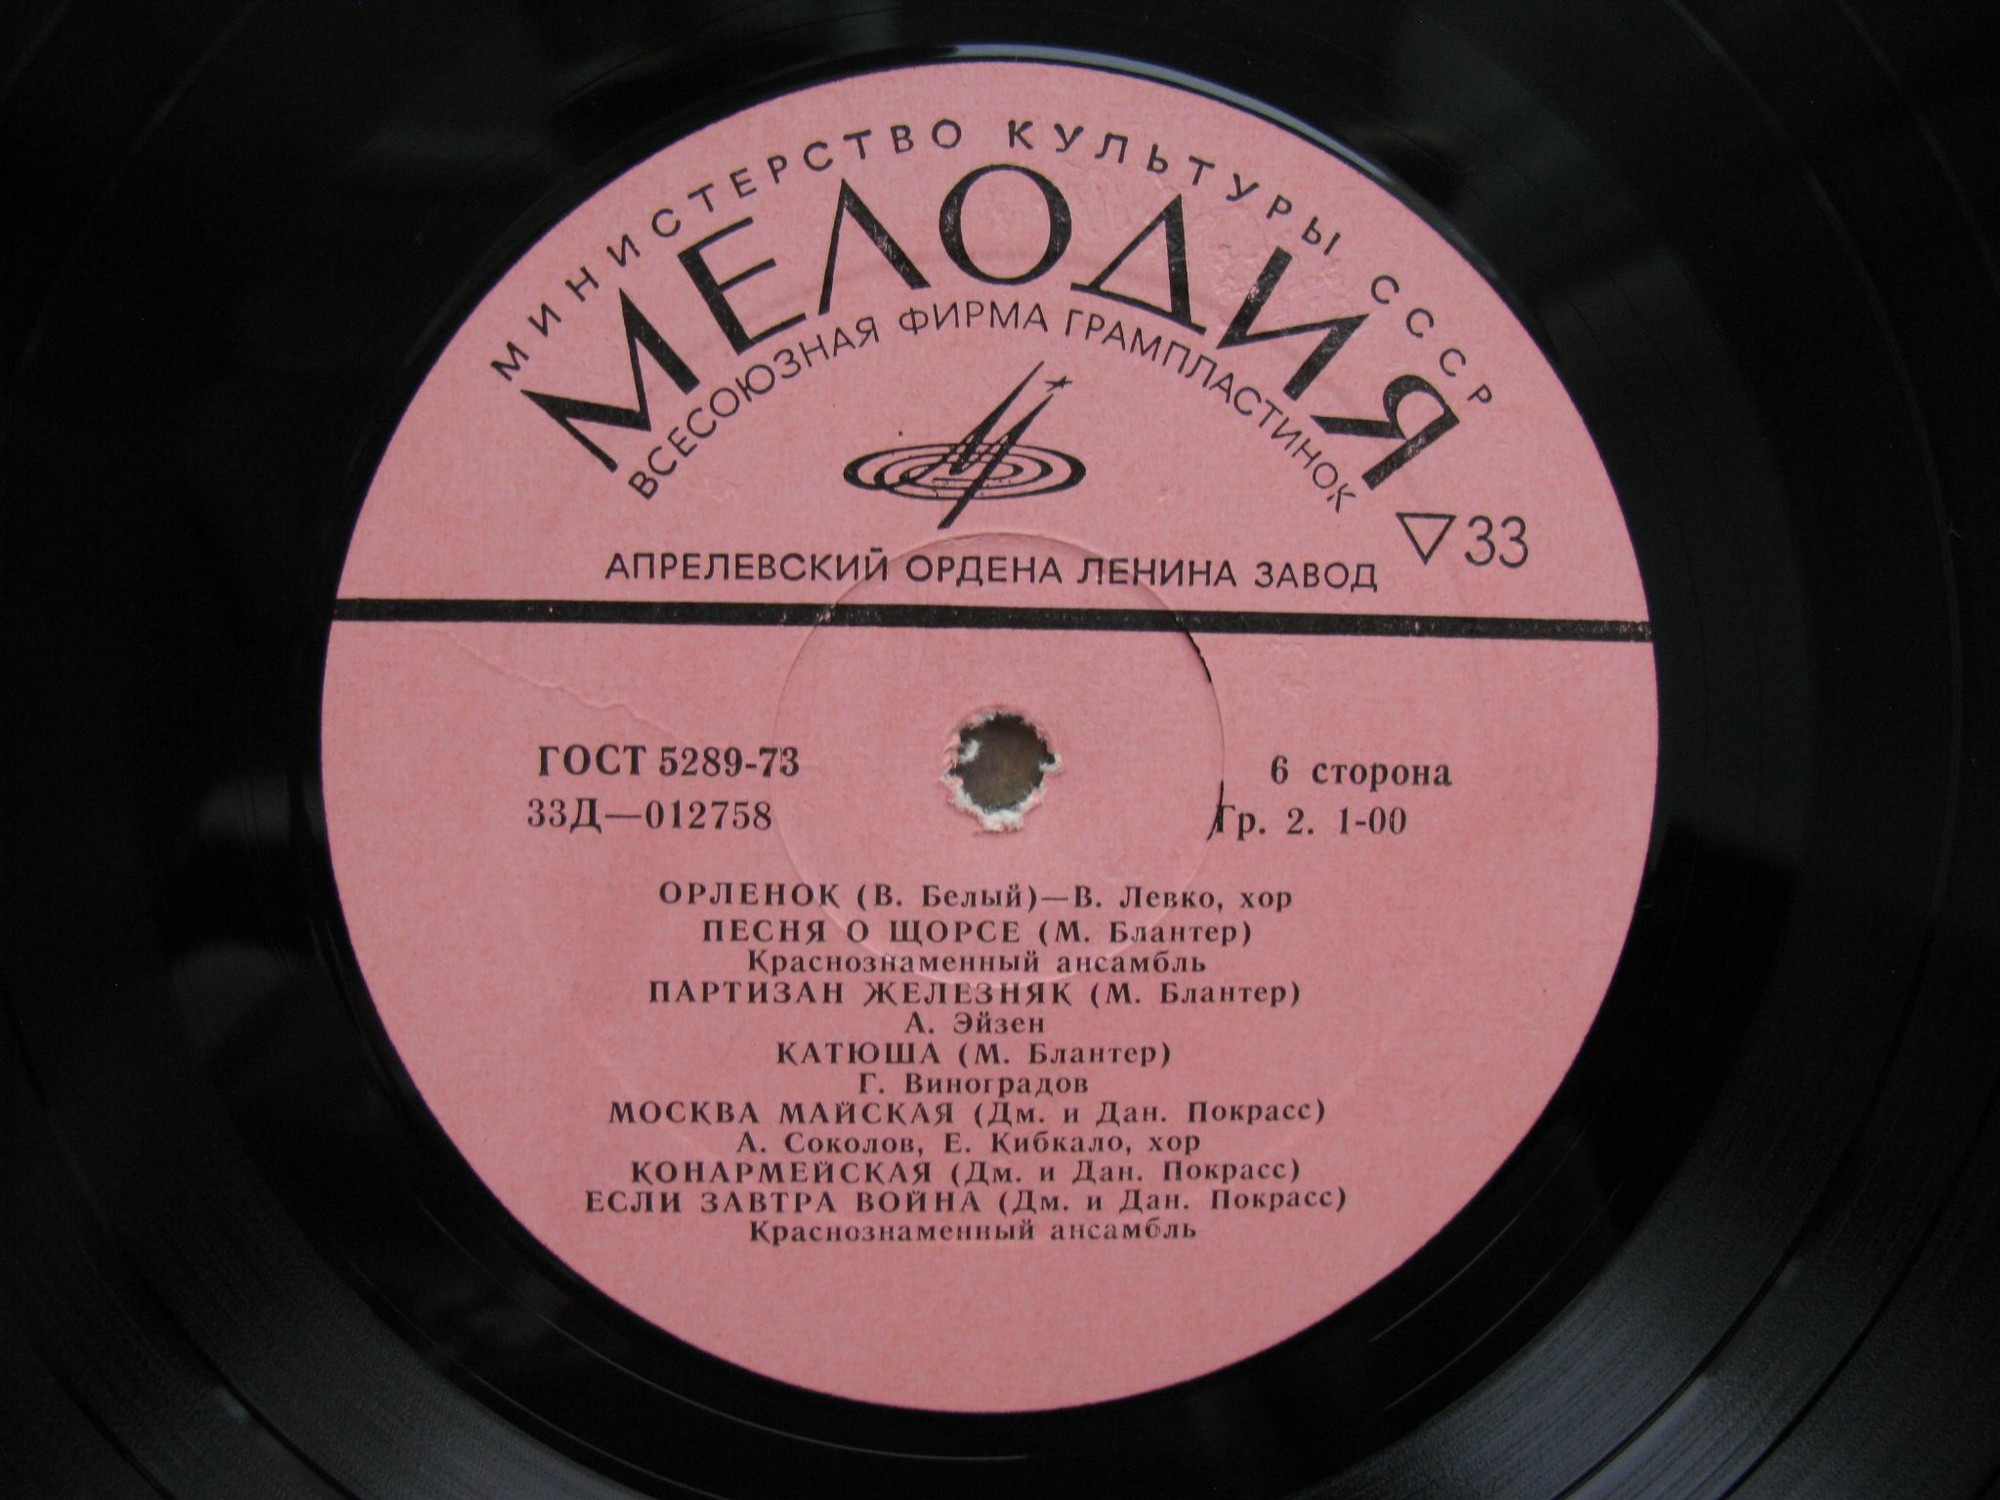 МИНИСТЕРСТВО КУЛЬТУРЫ СССР
МЕЛОДИЯ
ВСЕСОЮЗНАЯ ФИРМА ГРАМПЛАСТИНОК
33
АПРЕЛЕВСКИЙ ОРДЕНА ЛЕНИНА ЗАВОД
ГОСТ 5289-73
33Д—012758
6 сторона
Гр. 2. 1-00
ОРЛЕНОК (В. Белый)—В. Левко, хор
ПЕСНЯ О ЩОРСЕ (М. Блантер)
Краснознаменный ансамбль
ПАРТИЗАН ЖЕЛЕЗНЯК (М. Блантер)
А. Эйзен
КАТЮША (М. Блантер)
Г. Виноградов
МОСКВА МАЙСКАЯ (Дм. и Дан. Покрасс)
А. Соколов, Е. Кибкало, хор
КОНАРМЕЙСКАЯ (Дм. и Дан. Покрасс)
ЕСЛИ ЗАВТРА ВОЙНА (Дм. и Дан. Покрасс)
Краснознаменный ансамбль